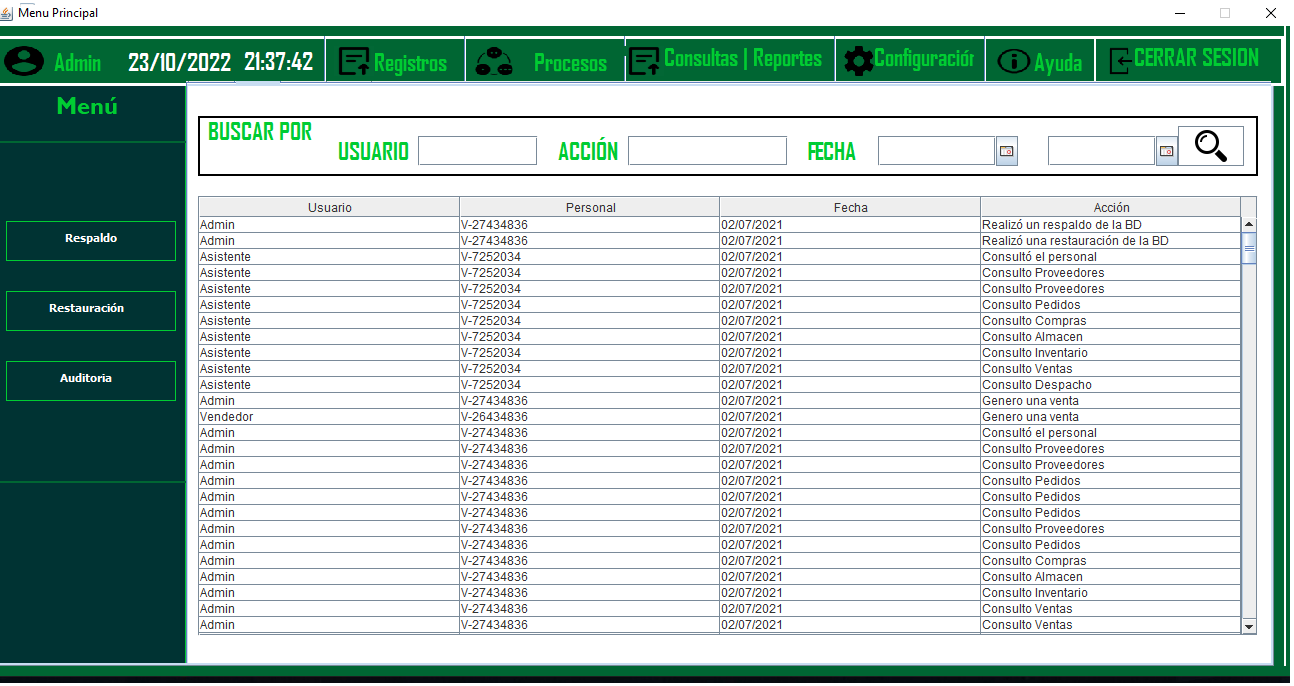 Menu Principal
Admin 23/10/2022 21:37:42 Registros Procesos Consultas | Reportes Configuración Ayuda CERRAR SESION
Menú
Respaldo
Restauración
Auditoria
BUSCAR POR
USUARIO ACCIÓN FECHA
Usuario Personal Fecha Acción
Admin V-27434836 02/07/2021 Realizó un respaldo de la BD
Admin V-27434836 02/07/2021 Realizó una restauración de la BD
Asistente V-7252034 02/07/2021 Consultó el personal
Asistente V-7252034 02/07/2021 Consulto Proveedores
Asistente V-7252034 02/07/2021 Consulto Proveedores
Asistente V-7252034 02/07/2021 Consulto Pedidos
Asistente V-7252034 02/07/2021 Consulto Compras
Asistente V-7252034 02/07/2021 Consulto Almacen
Asistente V-7252034 02/07/2021 Consulto Inventario
Asistente V-7252034 02/07/2021 Consulto Ventas
Asistente V-7252034 02/07/2021 Consulto Despacho
Admin V-27434836 02/07/2021 Genero una venta
Vendedor V-26434836 02/07/2021 Genero una venta
Admin V-27434836 02/07/2021 Consultó el personal
Admin V-27434836 02/07/2021 Consulto Proveedores
Admin V-27434836 02/07/2021 Consulto Proveedores
Admin V-27434836 02/07/2021 Consulto Pedidos
Admin V-27434836 02/07/2021 Consulto Pedidos
Admin V-27434836 02/07/2021 Consulto Pedidos
Admin V-27434836 02/07/2021 Consulto Proveedores
Admin V-27434836 02/07/2021 Consulto Pedidos
Admin V-27434836 02/07/2021 Consulto Compras
Admin V-27434836 02/07/2021 Consulto Almacen
Admin V-27434836 02/07/2021 Consulto Inventario
Admin V-27434836 02/07/2021 Consulto Ventas
Admin V-27434836 02/07/2021 Consulto Ventas